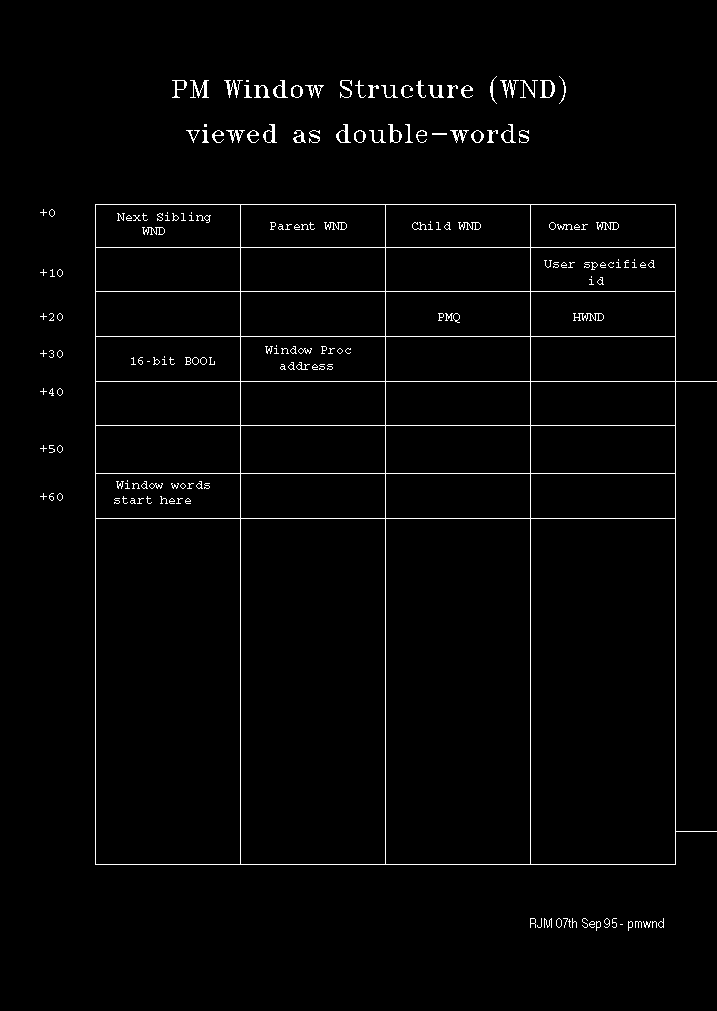 PM Window Structure (WND)
viewed as double-words
+0
Next Sibling
WND
Parent WND
Child WND
Owner WND
+10
User specified
id
+20
PMQ
HWND
+30
16-bit BOOL
Window Proc
address
+40
+50
+60
Window words
start here
RJM 07th Sep 95 - pmwnd